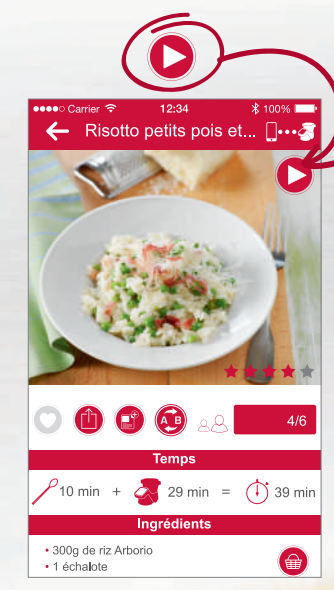 Carrier 12:34 100%
Risotto petits pois et...
A B
4/6
Temps
10 min + 29 min = 39 min
Ingrédients
• 300g de riz Arborio
• 1 échalote